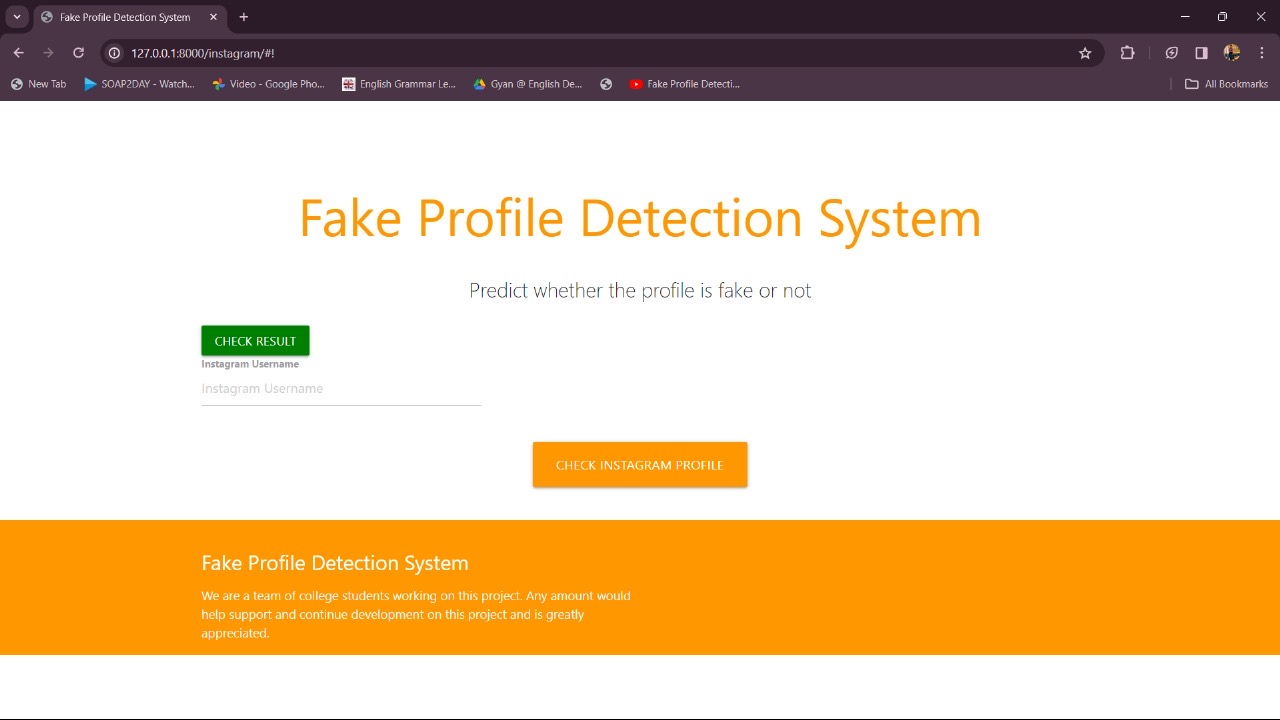 Fake Profile Detection System
127.0.0.1:8000/instagram/#!
New Tab SOAP2DAY - Watch... Video - Google Pho... English Grammar Le... Gyan @ English De... Fake Profile Detecti... All Bookmarks
Fake Profile Detection System
Predict whether the profile is fake or not
CHECK RESULT
Instagram Username
Instagram Username
CHECK INSTAGRAM PROFILE
Fake Profile Detection System
We are a team of college students working on this project. Any amount would
help support and continue development on this project and is greatly
appreciated.